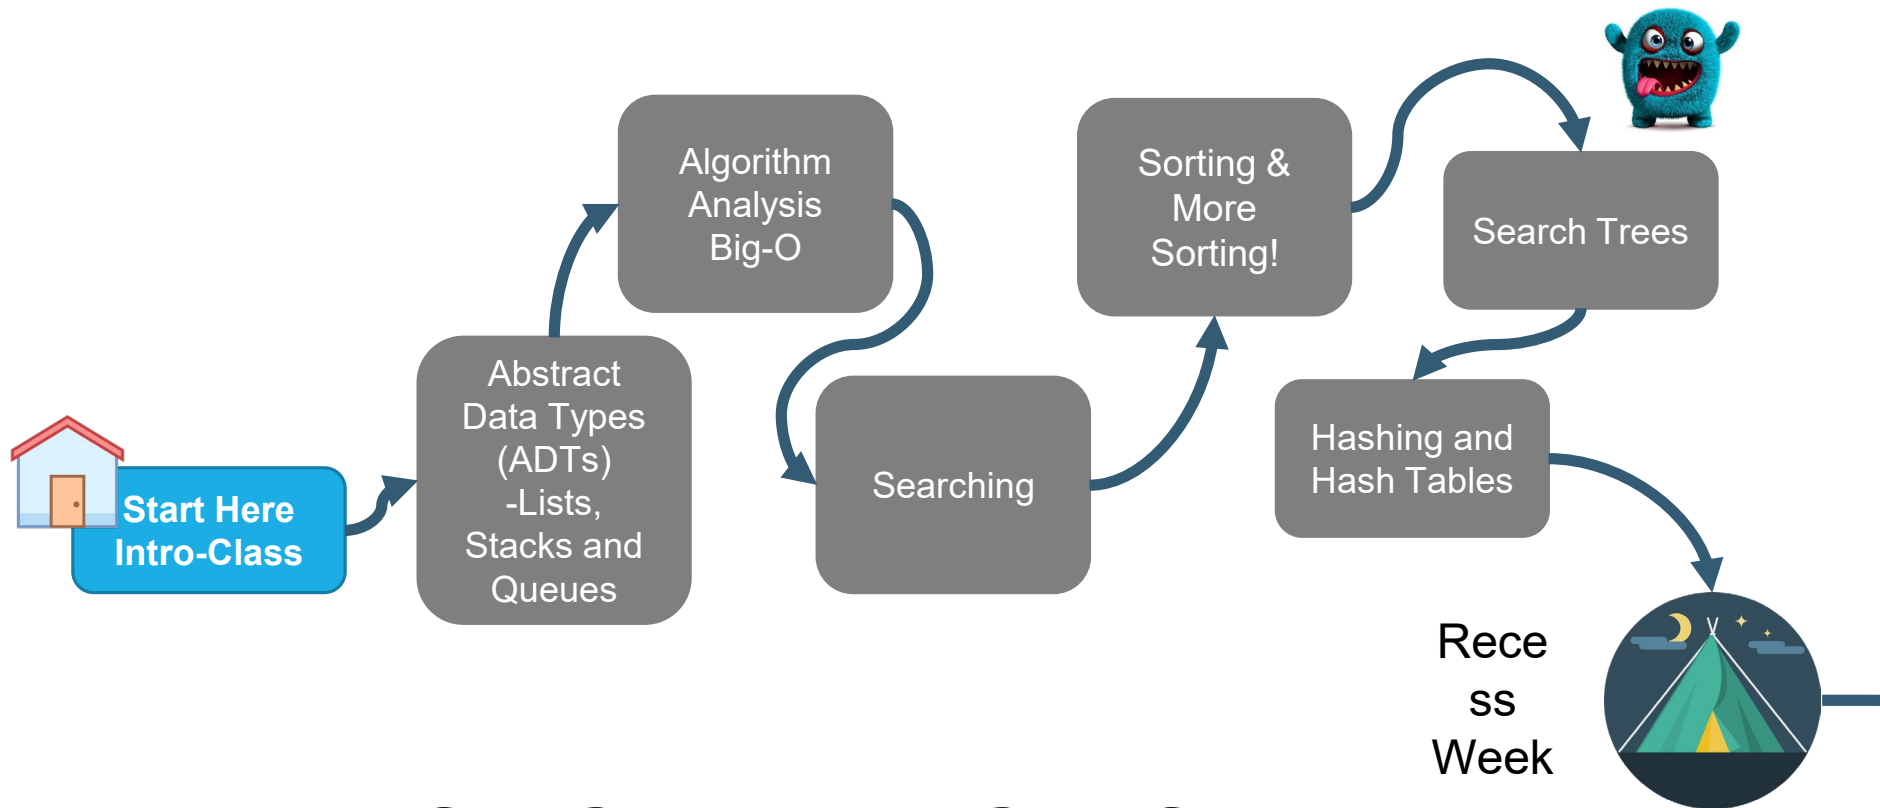 Start Here
Intro-Class
Abstract
Data Types
(ADTs)
-Lists,
Stacks and
Queues
Algorithm
Analysis
Big-O
Searching
Sorting &
More
Sorting!
Search Trees
Hashing and
Hash Tables
Rece
ss
Week